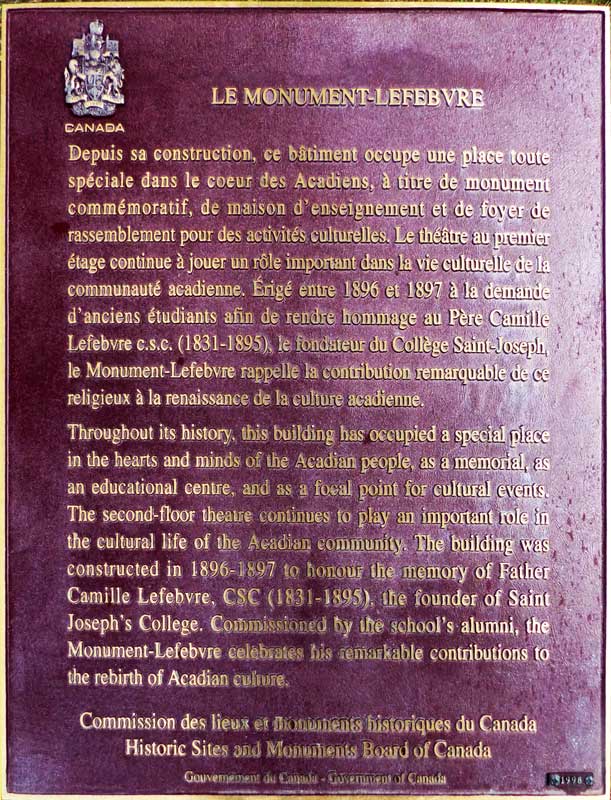 CANADA
LE MONUMENT-LEFEBVRE
Depuis sa construction, ce bâtiment occupe une place toute
spéciale dans le coeur des Acadiens, à titre de monument
commémoratif, de maison d'enseignement et de foyer de
rassemblement pour des activités culturelles. Le théâtre au premier
étage continue à jouer un rôle important dans la vie culturelle de la
communauté acadienne. Érigé entre 1896 et 1897 à la demande
d'anciens étudiants afin de rendre hommage au Père Camille
Lefebvre c.s.c. (1831-1895), le fondateur du Collège Saint-Joseph,
le Monument-Lefebvre rappelle la contribution remarquable de ce
religieux à la renaissance de la culture acadienne.
Throughout its history, this building has occupied a special place
in the hearts and minds of the Acadian people, as a memorial, as
an educational centre, and as a focal point for cultural events.
The second-floor theatre continues to play an important role in
the cultural life of the Acadian community. The building was
constructed in 1896-1897 to honour the memory of Father
Camille Lefebvre, CSC (1831-1895), the founder of Saint
Joseph's College. Commissioned by the school's alumni, the
Monument-Lefebvre celebrates his remarkable contributions to
the rebirth of Acadian culture.
Commission des lieux et monuments historiques du Canada
Historic Sites and Monuments Board of Canada
Gouvernement du Canada - Government of Canada
1998